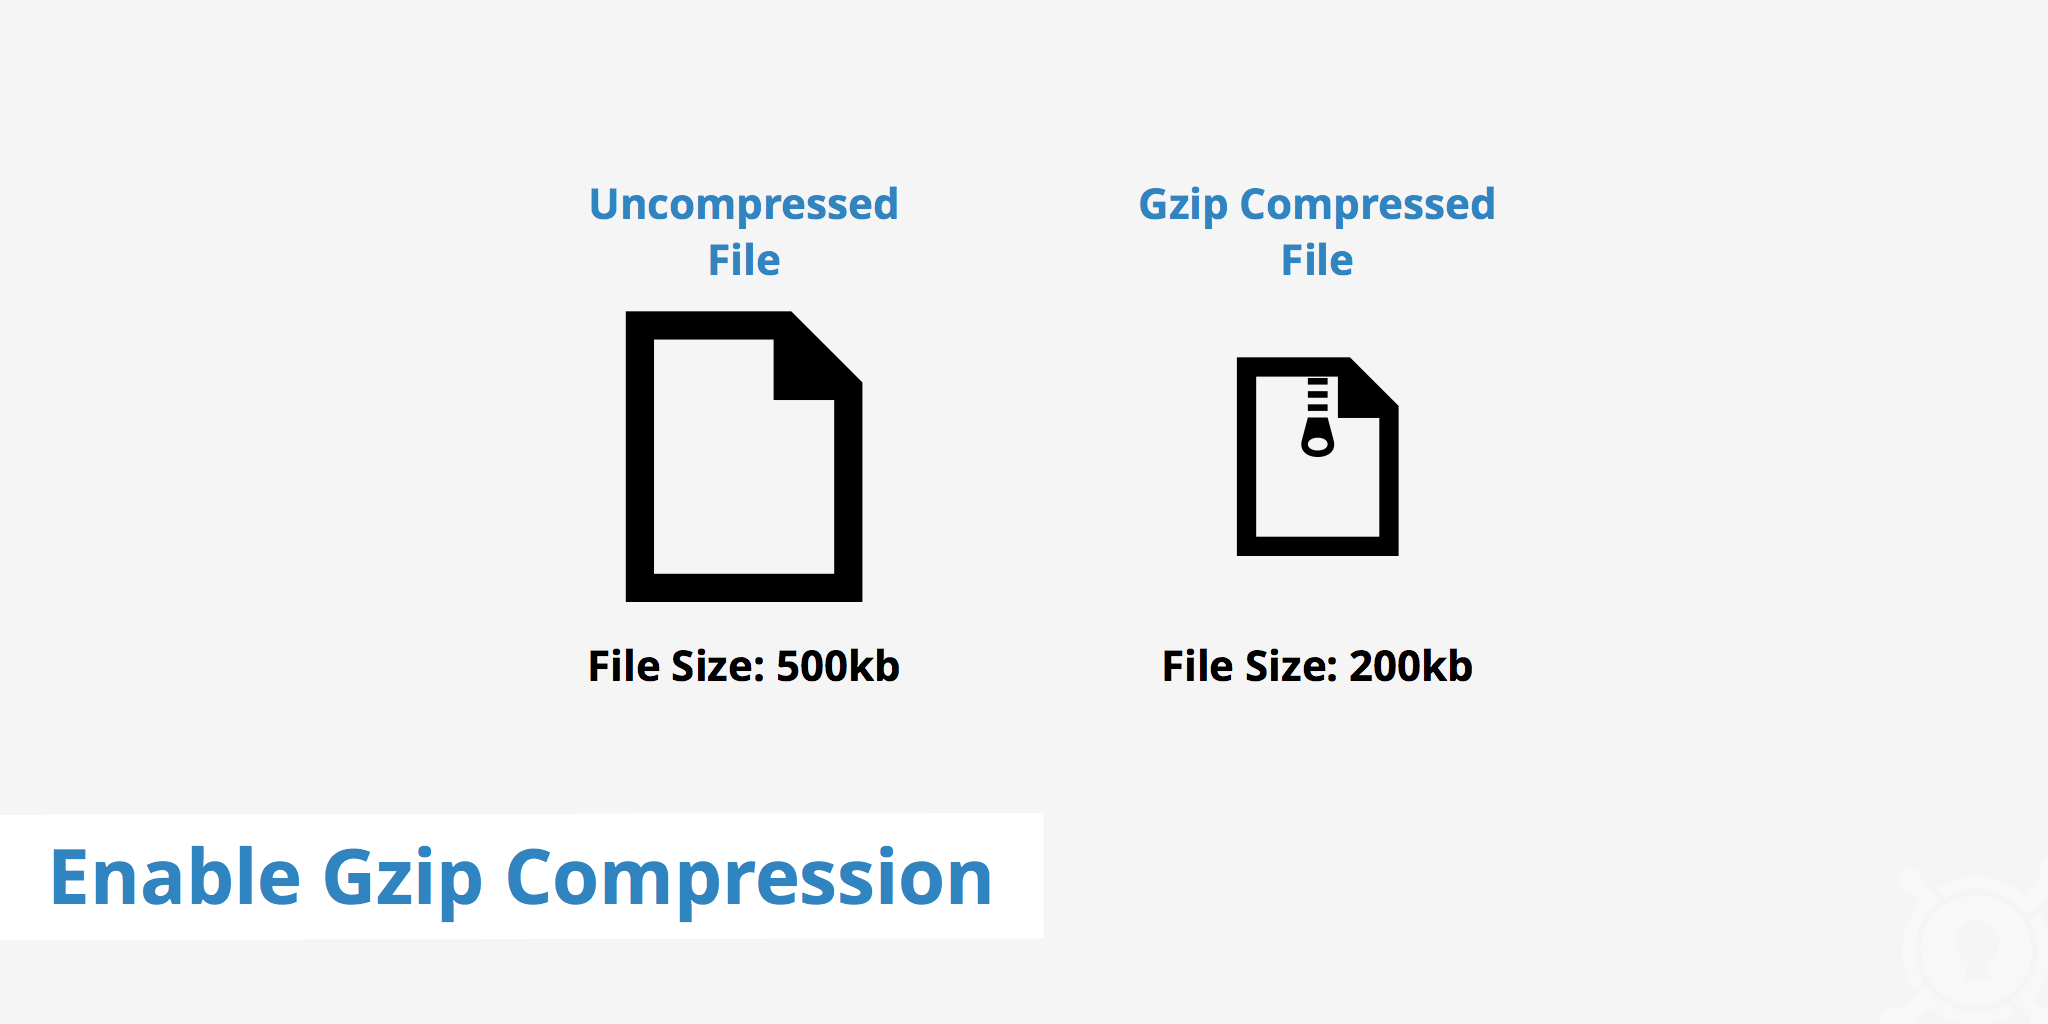 Uncompressed
File
Gzip Compressed
File
File Size: 500kb
File Size: 200kb
Enable Gzip Compression